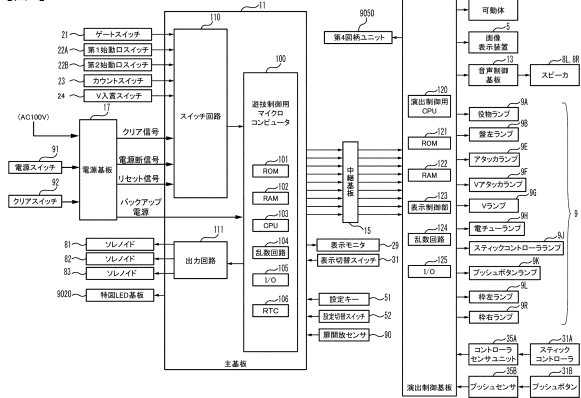 11
21
ゲートスイッチ
22A
第1始動口スイッチ
22B
第2始動口スイッチ
23
カウントスイッチ
24
V入賞スイッチ
110
スイッチ回路
100
遊技制御用
マイクロ
コンピュータ
17
(AC100V)
電源基板
クリア信号
電源断信号
リセット信号
バックアップ
電源
91
電源スイッチ
92
クリアスイッチ
101
ROM
102
RAM
103
CPU
104
乱数回路
105
I/O
106
RTC
81
ソレノイド
82
ソレノイド
83
ソレノイド
111
出力回路
9020
特図LED基板
主基板
中継基板
15
表示モニタ
29
表示切替スイッチ
31
設定キー
51
設定切替スイッチ
52
扉開放センサ
90
9050
第4図柄ユニット
120
演出制御用
CPU
121
ROM
122
RAM
123
表示制御部
124
乱数回路
125
I/O
演出制御基板
可動体
5
画像
表示装置
13
音声制御
基板
8L, 8R
スピーカ
9A
役物ランプ
9B
盤左ランプ
9E
アタッカランプ
9F
Vアタッカランプ
9G
Vランプ
9H
電チューランプ
9J
スティックコントローラランプ
9K
プッシュボタンランプ
9L
枠左ランプ
9R
枠右ランプ
9
35A
コントローラ
センサユニット
31A
スティック
コントローラ
35B
プッシュセンサ
31B
プッシュボタン